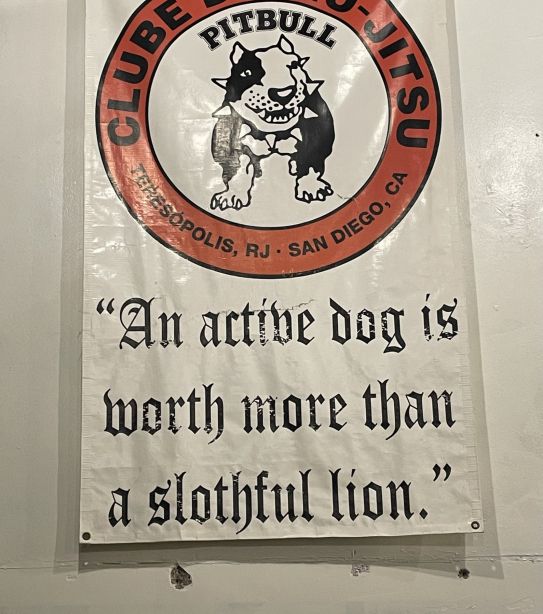 CLUBE U-JITSU
PITBULL
TERESÓPOLIS, RJ · SAN DIEGO, CA
“An active dog is
worth more than
a slothful lion.”